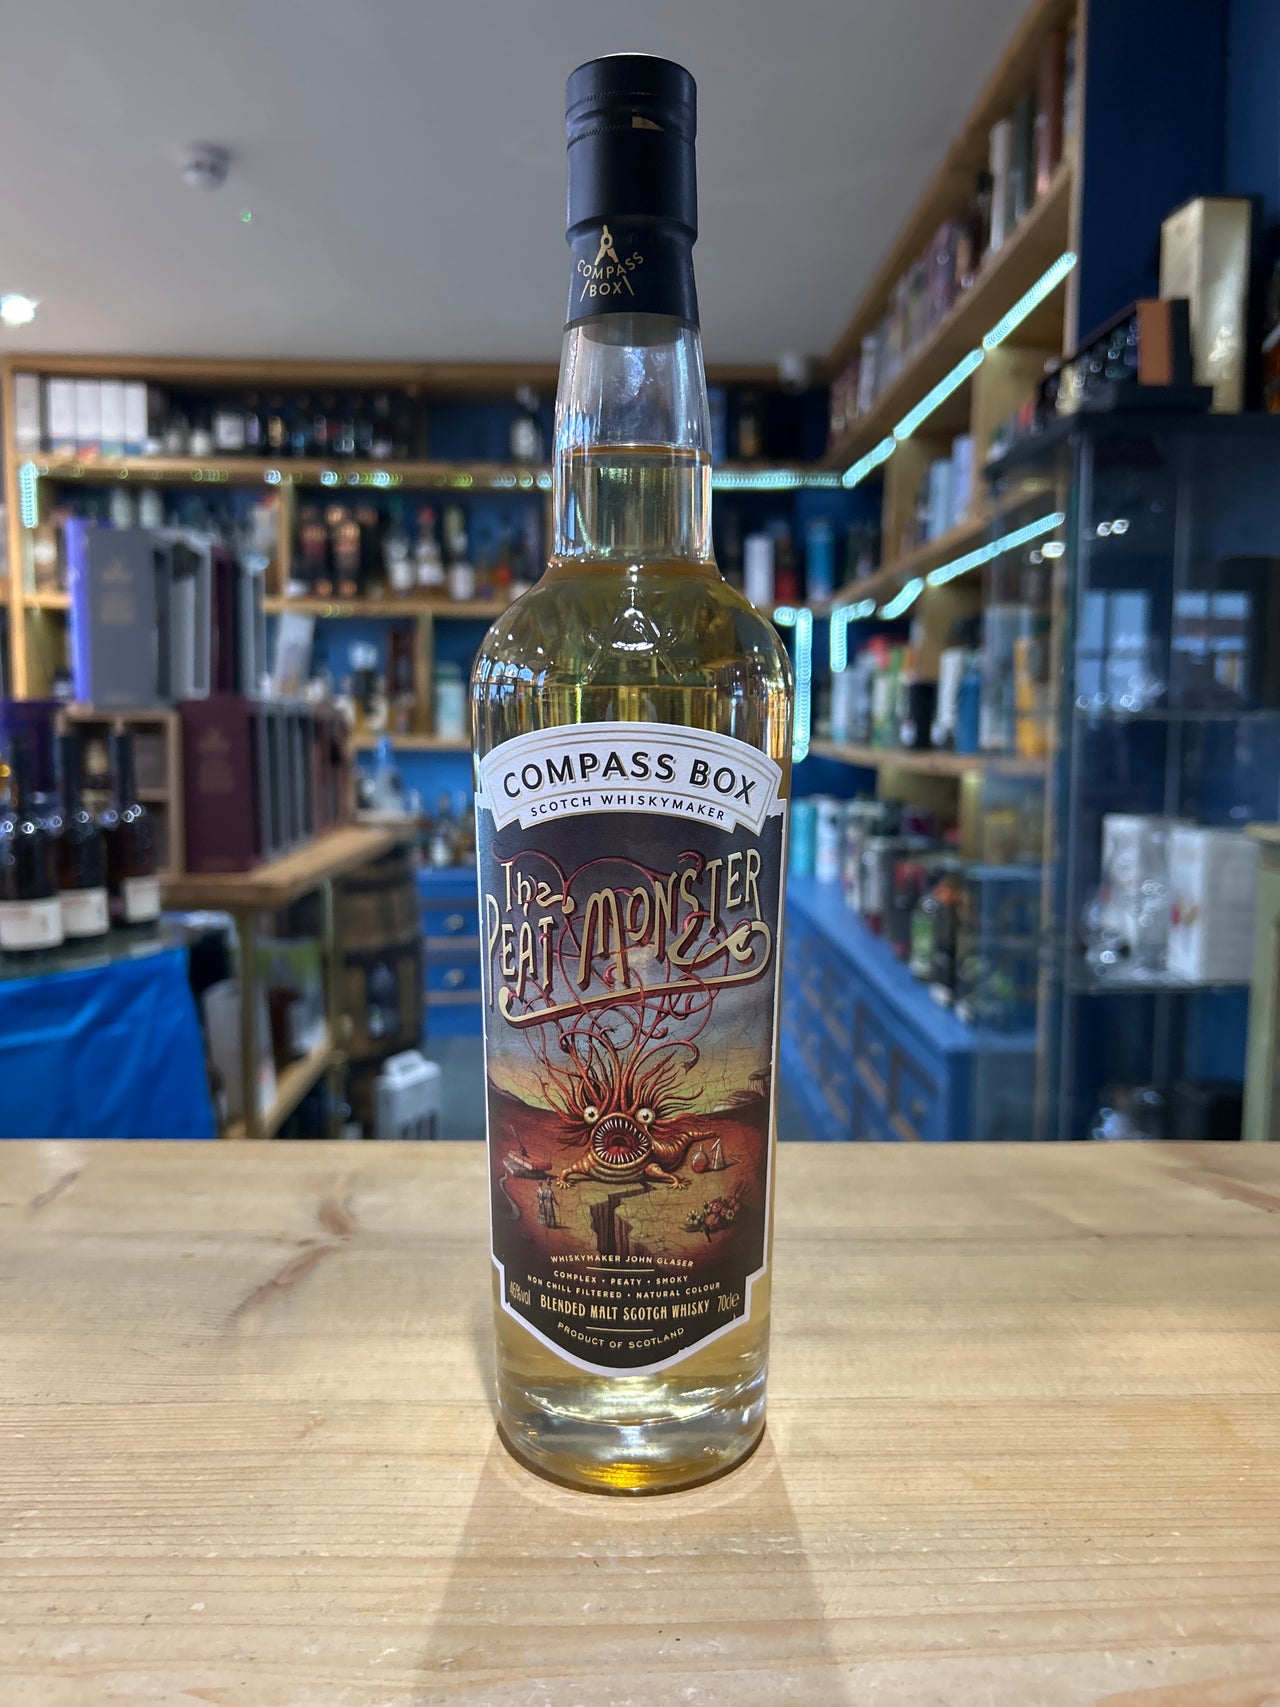 COMPASS
BOX
COMPASS BOX
SCOTCH WHISKYMAKER
The
PEAT MONSTER
WHISKYMAKER JOHN GLASER
COMPLEX • PEATY • SMOKY
NON CHILL FILTERED • NATURAL COLOUR
46%vol BLENDED MALT SCOTCH WHISKY 70cle
PRODUCT OF SCOTLAND